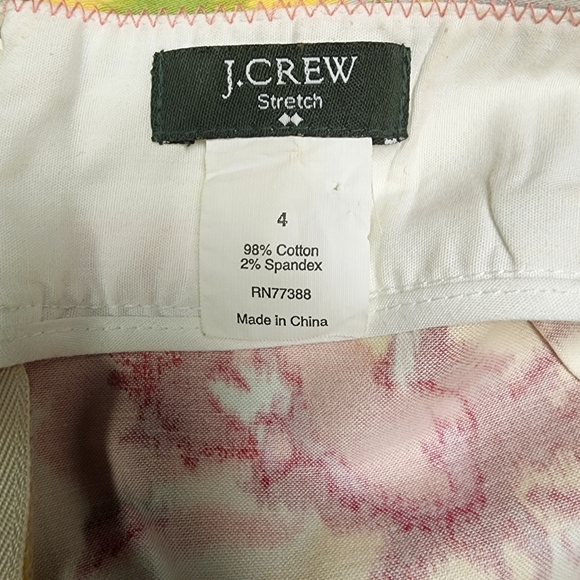 J.CREW
Stretch
4
98% Cotton
2% Spandex
RN77388
Made in China